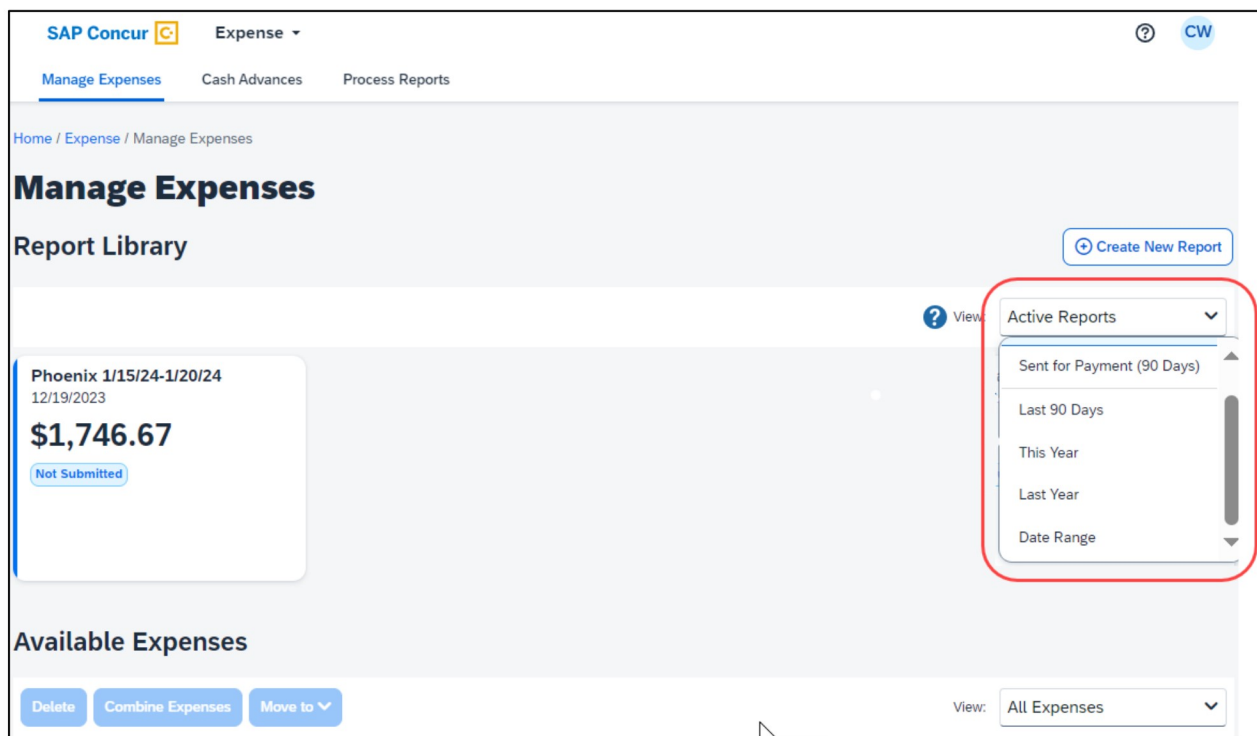 SAP Concur C Expense
CW
Manage Expenses Cash Advances Process Reports
Home / Expense / Manage Expenses
Manage Expenses
Report Library
Create New Report
? View: Active Reports
Phoenix 1/15/24-1/20/24
12/19/2023
$1,746.67
Not Submitted
Sent for Payment (90 Days)
Last 90 Days
This Year
Last Year
Date Range
Available Expenses
Delete Combine Expenses Move to
View: All Expenses